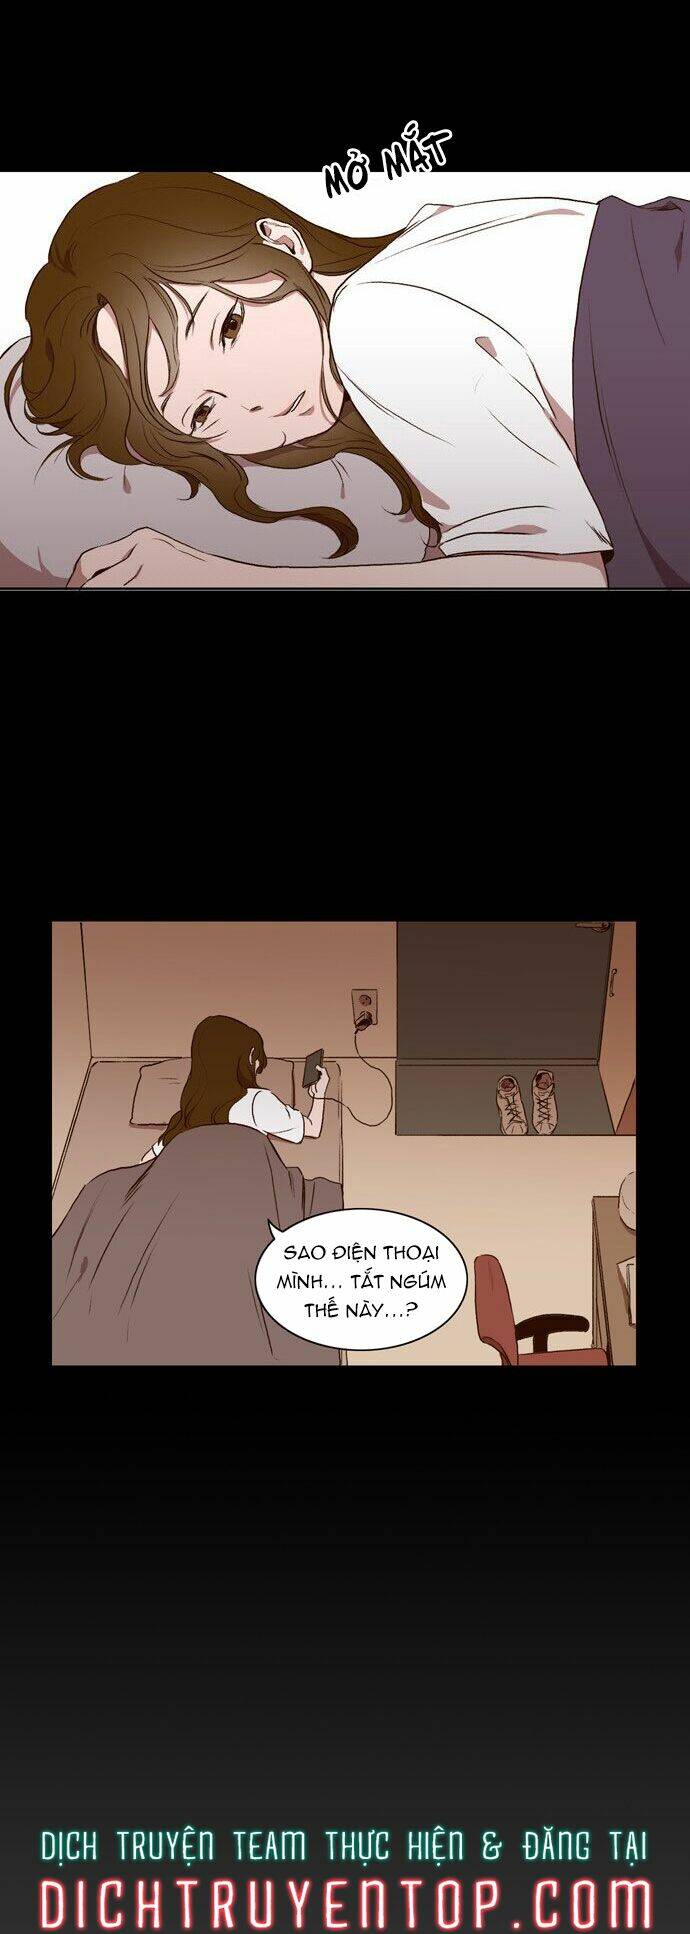 MỞ MẮT
SAO ĐIỆN THOẠI
MÌNH... TẮT NGÚM
THẾ NÀY...?
DỊCH TRUYỆN TEAM THỰC HIỆN & ĐĂNG TẠI
DICHTRUYENTOP.COM